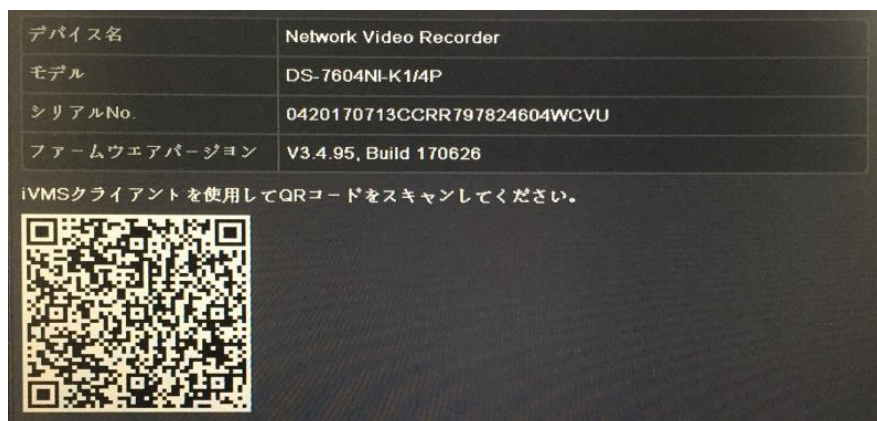 デバイス名 Network Video Recorder
モデル DS-7604NI-K1/4P
シリアルNo. 0420170713CCRR797824604WCVU
ファームウエアバージョン V3.4.95, Build 170626
iVMSクライアントを使用してQRコードをスキャンしてください。